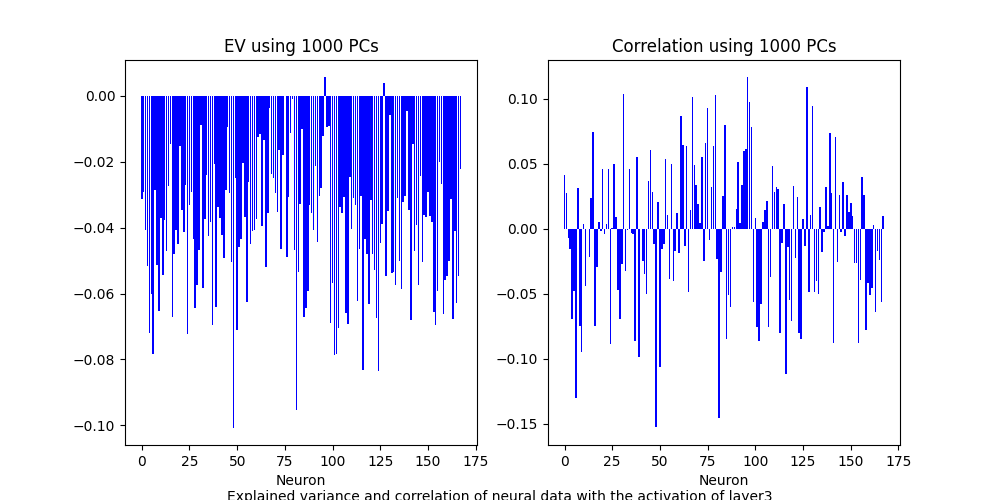 EV using 1000 PCs
Correlation using 1000 PCs
0.00
−0.02
−0.04
−0.06
−0.08
−0.10
0 25 50 75 100 125 150 175
Neuron
0.10
0.05
0.00
−0.05
−0.10
−0.15
0 25 50 75 100 125 150 175
Neuron
Explained variance and correlation of neural data with the activation of layer3